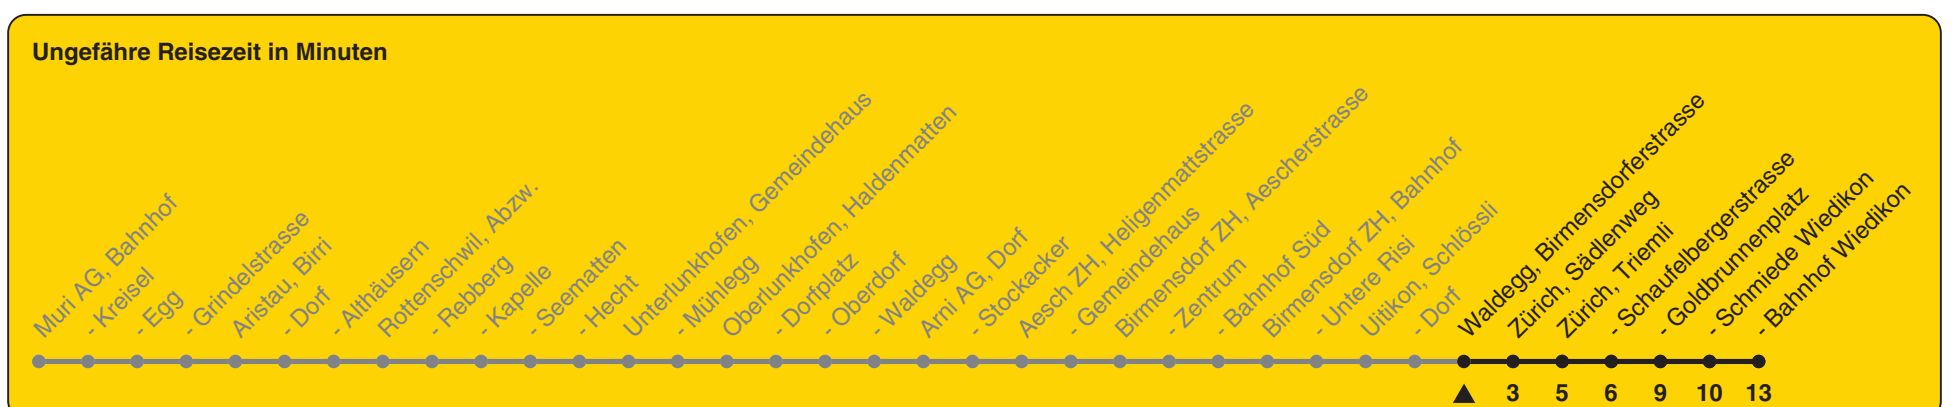 Ungefähre Reisezeit in Minuten
Muri AG, Bahnhof
- Kreisel
- Egg
- Grindelstrasse
Aristau, Birri
- Dorf
- Althäusern
Rottenschwil, Abzw.
- Rebberg
- Kapelle
- Seematten
- Hecht
Unterlunkhofen, Gemeindehaus
- Mühlegg
Oberlunkhofen, Haldenmatten
- Dorfplatz
- Oberdorf
- Waldegg
Arni AG, Dorf
- Stockacker
Aesch ZH, Heligenmattstrasse
- Gemeindehaus
Birmensdorf ZH, Aescherstrasse
- Zentrum
- Bahnhof Süd
Birmensdorf ZH, Bahnhof
- Untere Risi
Uitikon, Schlössli
- Dorf
Waldegg, Birmensdorferstrasse
Zürich, Sädlenweg
Zürich, Triemli
- Schaufelbergerstrasse
- Goldbrunnenplatz
- Schmiede Wiedikon
- Bahnhof Wiedikon
3 5 6 9 10 13